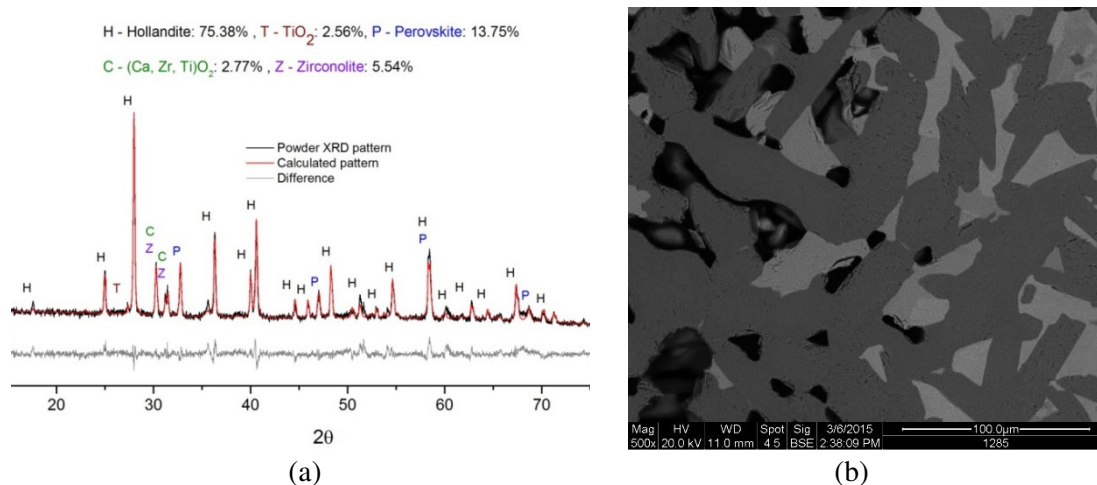 H - Hollandite: 75.38% , T - TiO2: 2.56%, P - Perovskite: 13.75%
C - (Ca, Zr, Ti)O2: 2.77% , Z - Zirconolite: 5.54%
H
Powder XRD pattern
Calculated pattern
Difference
H
H
H
C
Z
C
Z
P
H
H
T
H
H
H
P
H
H
H
H
H
P
H
H
H
H
P
H
20
30
40
50
60
70
2θ
Mag
HV
WD
Spot
Sig
3/6/2015
100.0μm
500x
20.0 kV
11.0 mm
4.5
BSE
2:38:09 PM
1285
(a)
(b)